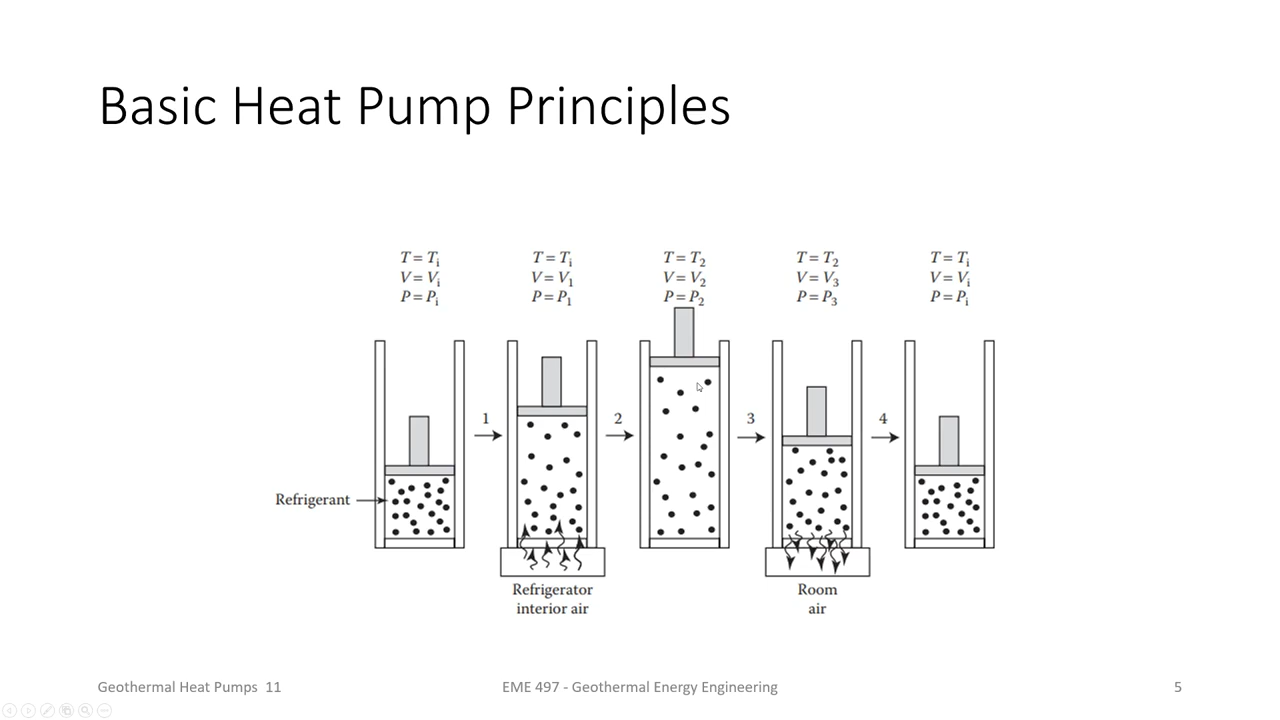 Basic Heat Pump Principles
T = Ti
V = Vi
P = Pi
T = Ti
V = V1
P = P1
T = T2
V = V2
P = P2
T = T2
V = V3
P = P3
T = Ti
V = Vi
P = Pi
1
2
3
4
Refrigerant
Refrigerator
interior air
Room
air
Geothermal Heat Pumps 11
EME 497 - Geothermal Energy Engineering
5